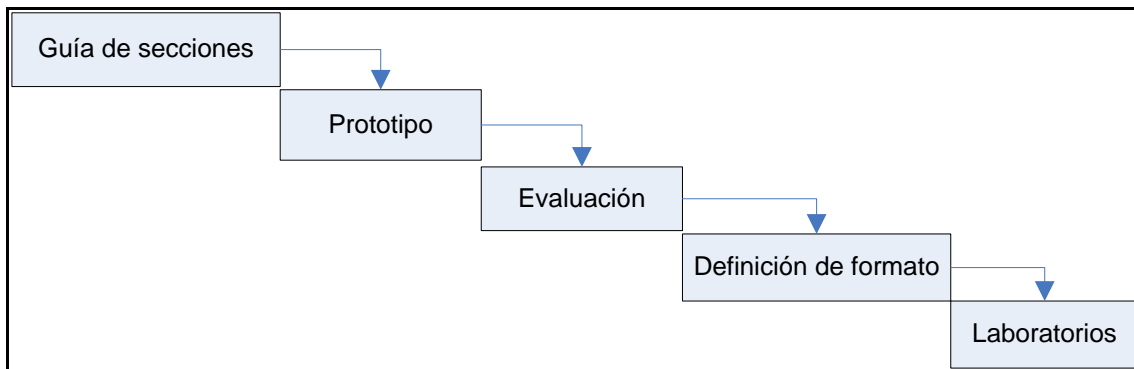 Guía de secciones
Prototipo
Evaluación
Definición de formato
Laboratorios